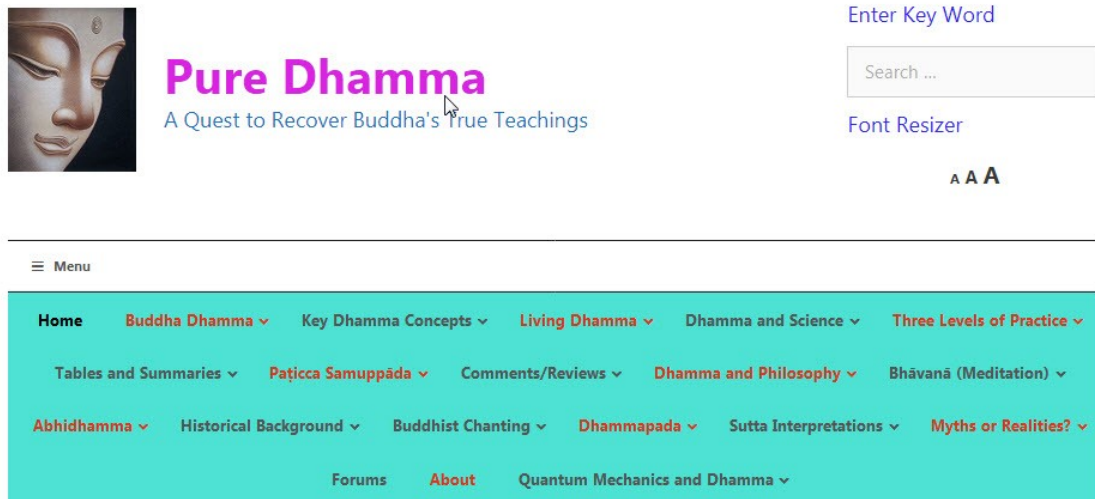 Enter Key Word
Pure Dhamma
Search ...
A Quest to Recover Buddha's True Teachings
Font Resizer
A A A
☰ Menu
Home Buddha Dhamma Key Dhamma Concepts Living Dhamma Dhamma and Science Three Levels of Practice
Tables and Summaries Paṭicca Samuppāda Comments/Reviews Dhamma and Philosophy Bhāvanā (Meditation)
Abhidhamma Historical Background Buddhist Chanting Dhammapada Sutta Interpretations Myths or Realities?
Forums About Quantum Mechanics and Dhamma